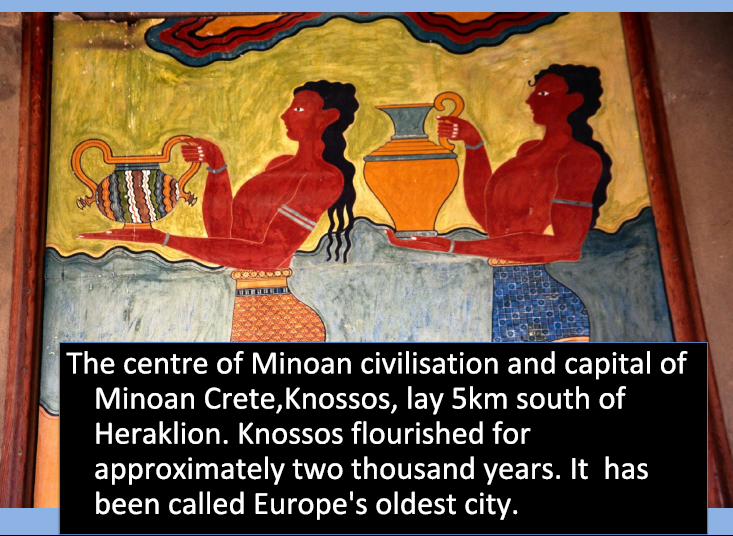 The centre of Minoan civilisation and capital of
Minoan Crete,Knossos, lay 5km south of
Heraklion. Knossos flourished for
approximately two thousand years. It  has
been called Europe's oldest city.